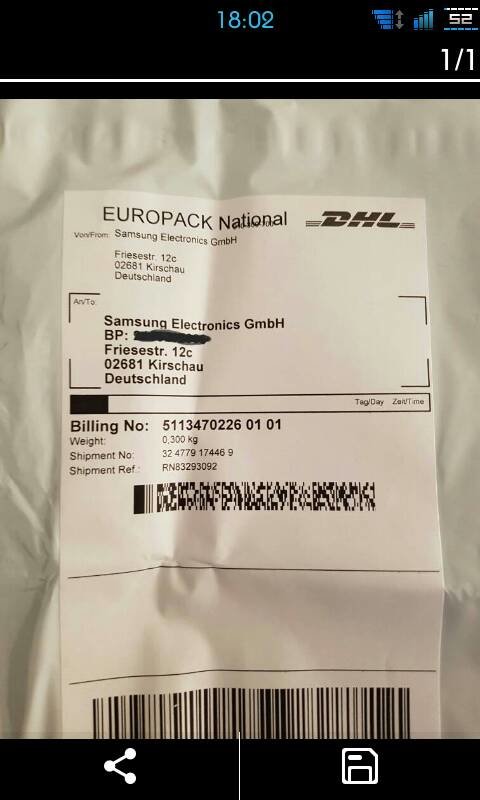 18:02
52
1/1
EUROPACK National
DHL
Von/From: Samsung Electronics GmbH
Friesestr. 12c
02681 Kirschau
Deutschland
An/To:
Samsung Electronics GmbH
BP:
Friesestr. 12c
02681 Kirschau
Deutschland
Tag/Day Zeit/Time
Billing No: 5113470226 01 01
Weight: 0,300 kg
Shipment No: 32 4779 17446 9
Shipment Ref.: RN83293092